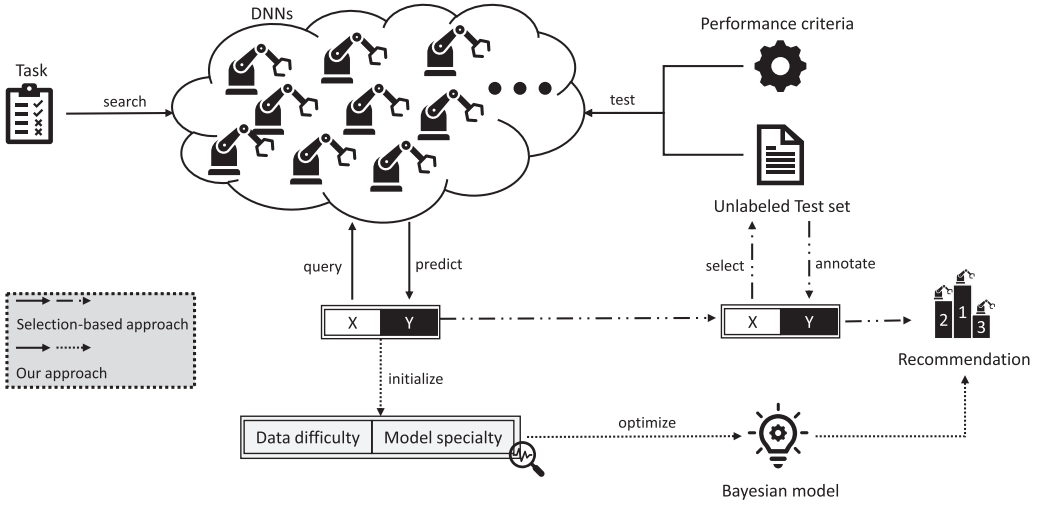 DNNs
Performance criteria
Task
search
test
Unlabeled Test set
query
predict
select
annotate
X Y
X Y
2 1 3
Selection-based approach
Our approach
Recommendation
initialize
Data difficulty Model specialty
optimize
Bayesian model